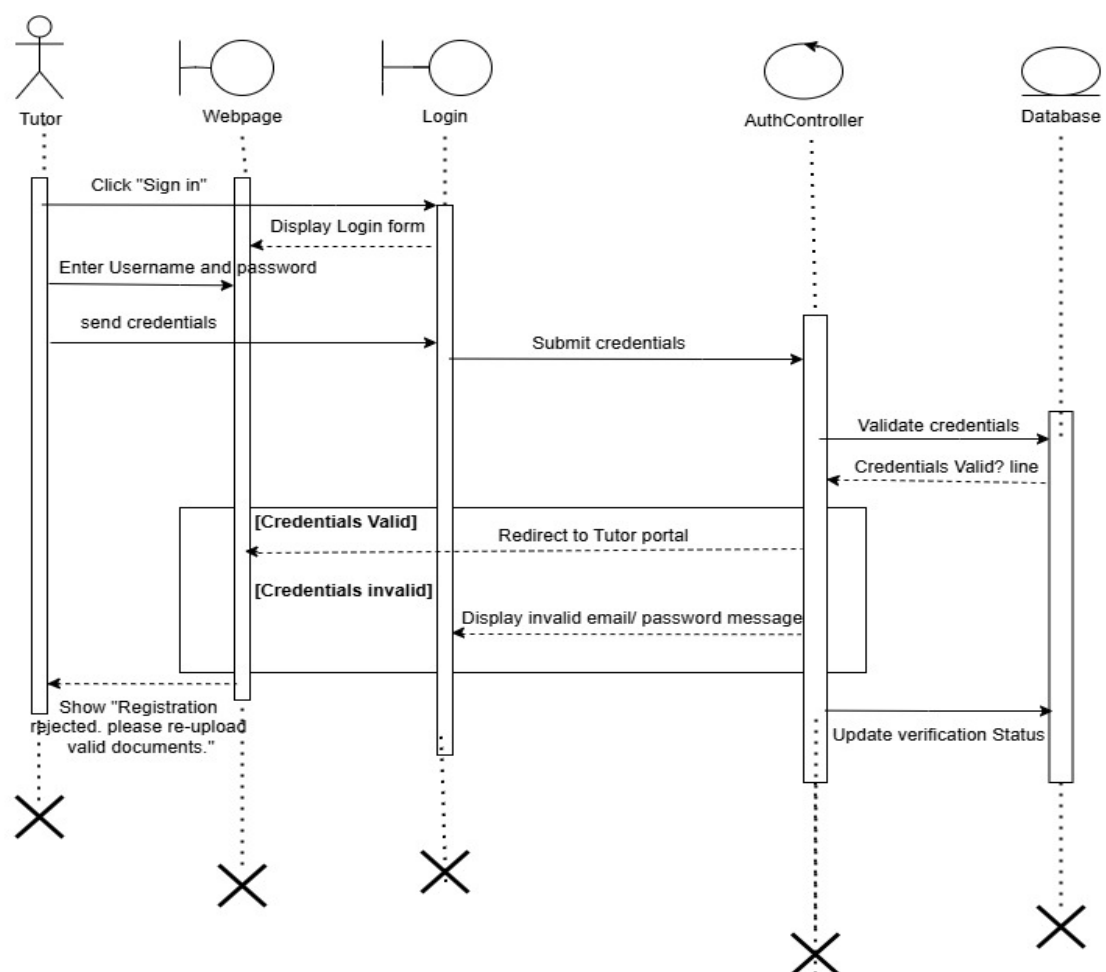 Tutor
Webpage
Login
AuthController
Database
Click "Sign in"
Display Login form
Enter Username and password
send credentials
Submit credentials
Validate credentials
Credentials Valid? line
[Credentials Valid]
Redirect to Tutor portal
[Credentials invalid]
Display invalid email/ password message
Show "Registration
rejected. please re-upload
valid documents."
Update verification Status